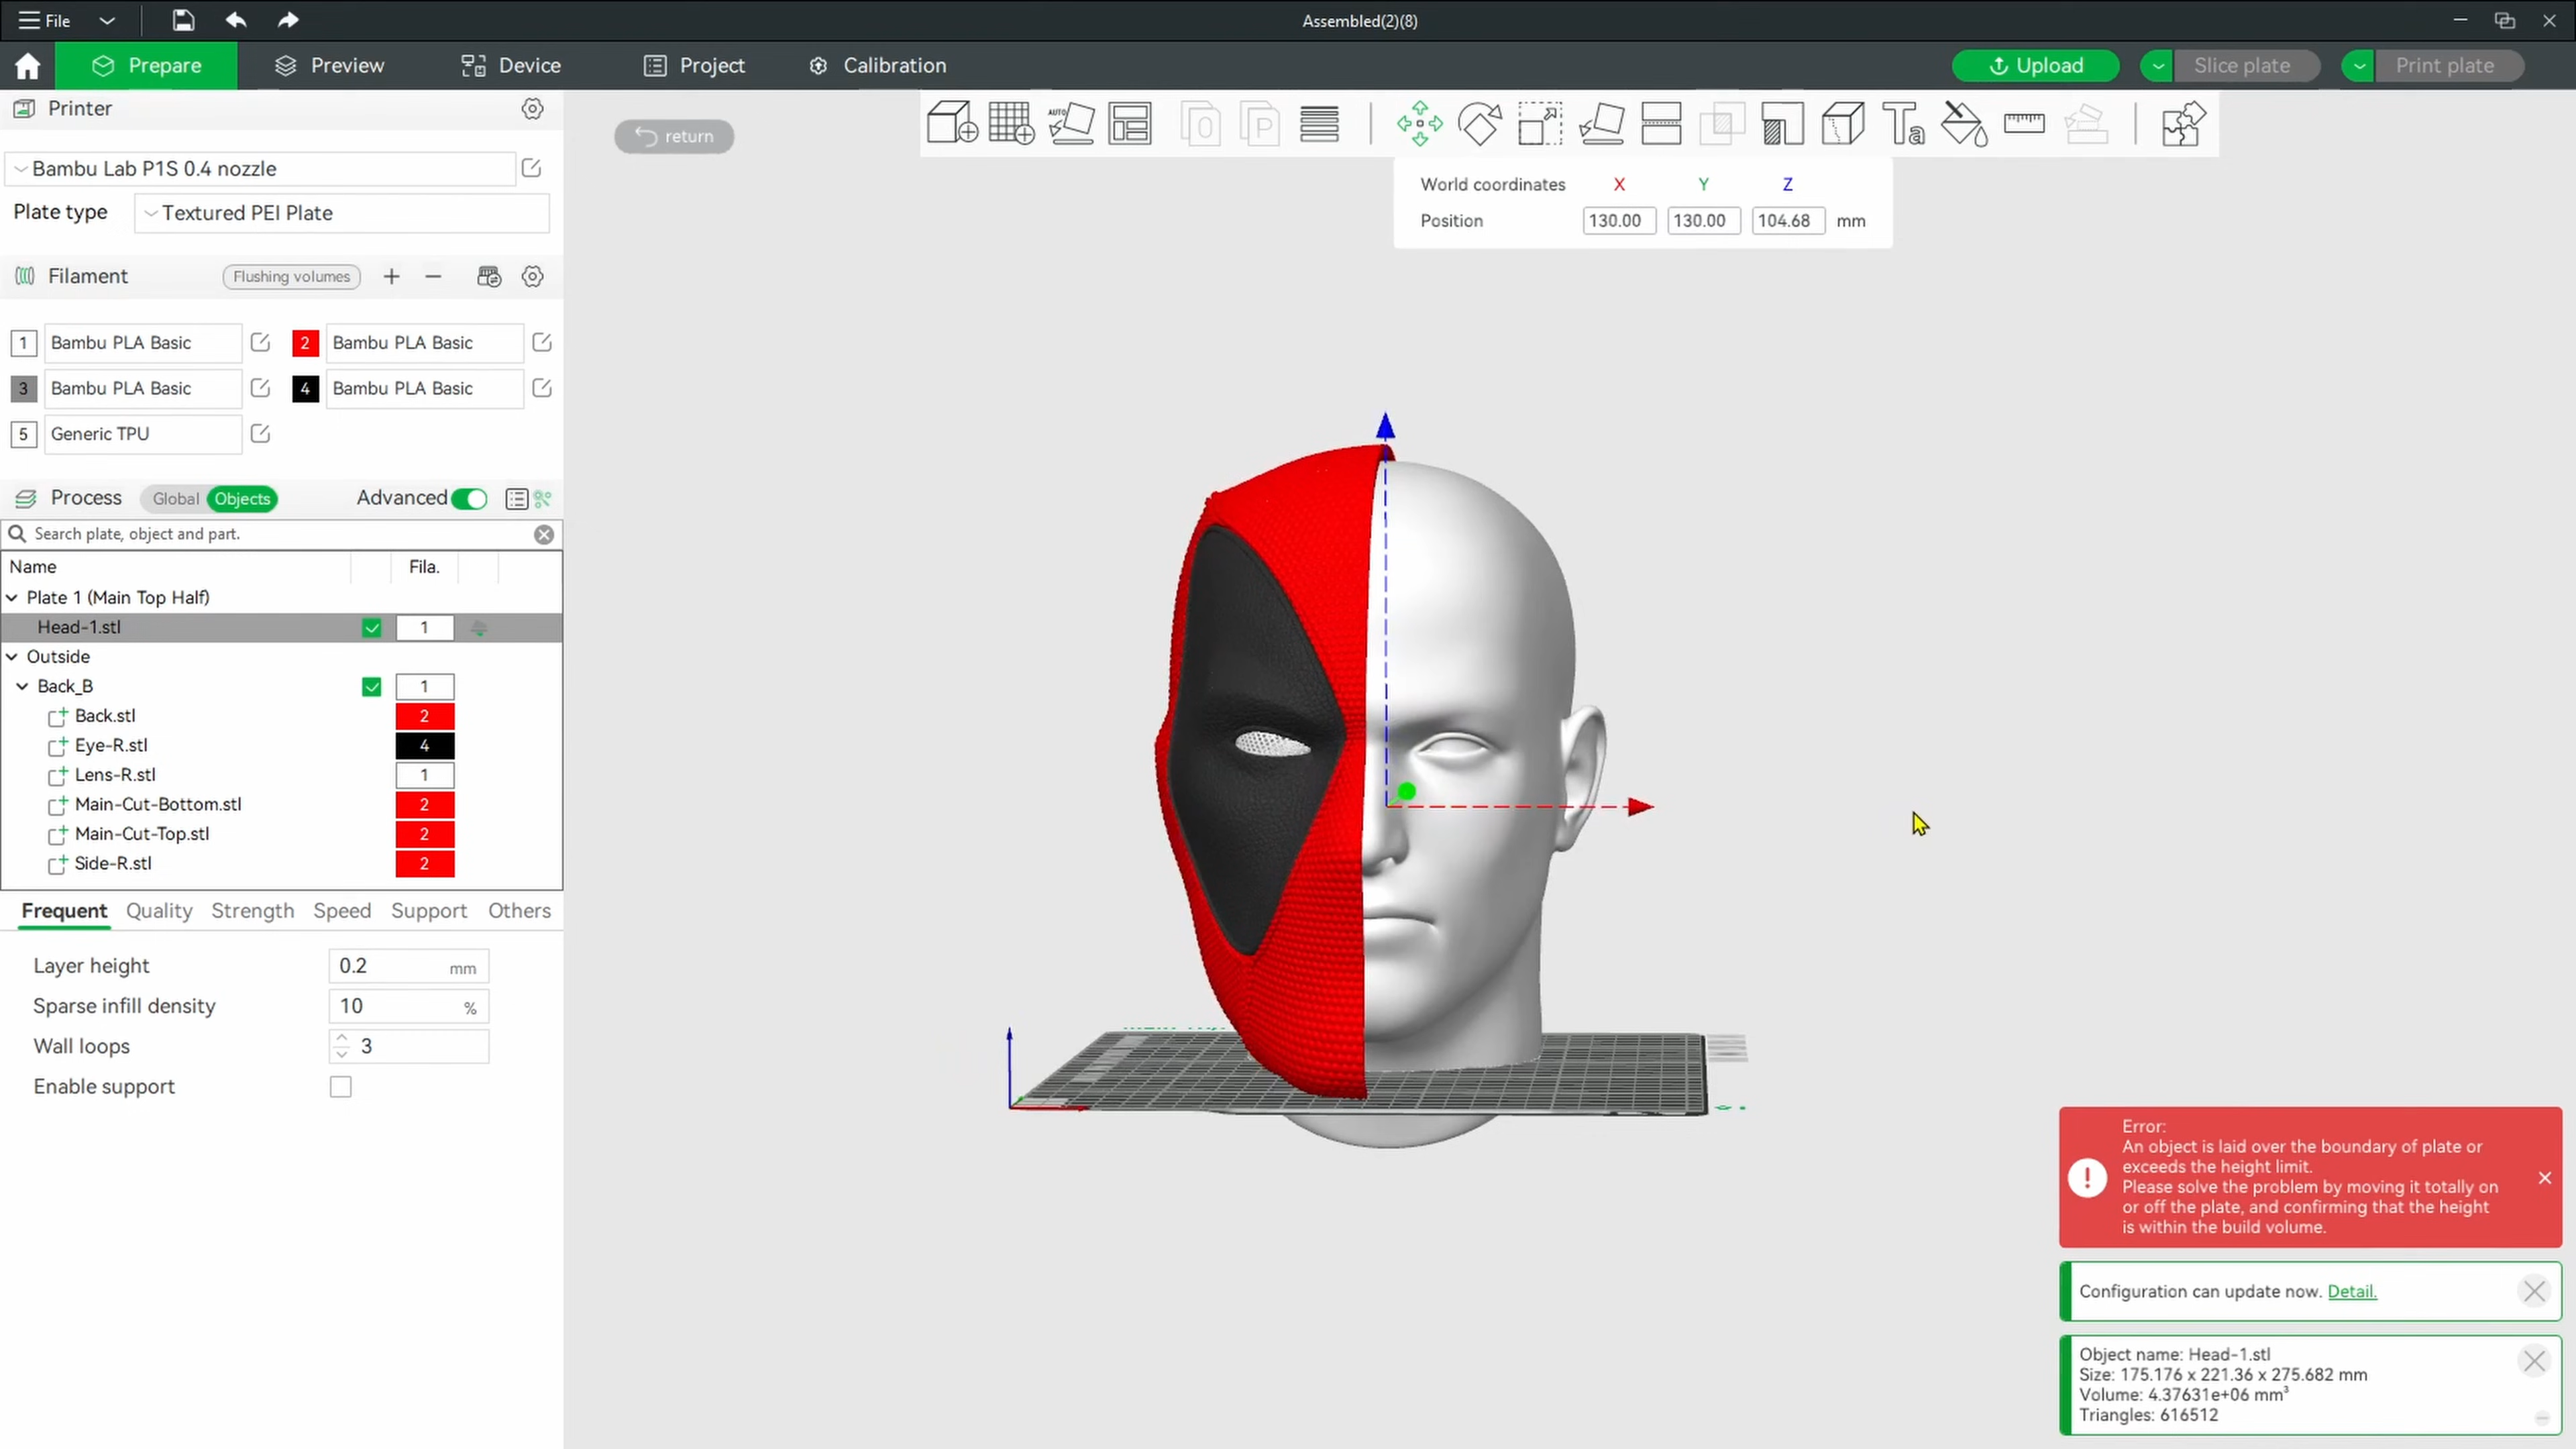 File
Assembled(2)(8)
Prepare
Preview
Device
Project
Calibration
Upload
Slice plate
Print plate
Printer
return
AUTO
O
P
Ta
Bambu Lab P1S 0.4 nozzle
Plate type
Textured PEI Plate
World coordinates X Y Z
Position 130.00 130.00 104.68 mm
Filament
Flushing volumes
1 Bambu PLA Basic
2 Bambu PLA Basic
3 Bambu PLA Basic
4 Bambu PLA Basic
5 Generic TPU
Process Global Objects Advanced
Search plate, object and part.
Name Fila.
Plate 1 (Main Top Half)
Head-1.stl 1
Outside
Back_B 1
Back.stl 2
Eye-R.stl 4
Lens-R.stl 1
Main-Cut-Bottom.stl 2
Main-Cut-Top.stl 2
Side-R.stl 2
Frequent Quality Strength Speed Support Others
Layer height 0.2 mm
Sparse infill density 10 %
Wall loops 3
Enable support
Error:
An object is laid over the boundary of plate or
exceeds the height limit.
Please solve the problem by moving it totally on
or off the plate, and confirming that the height
is within the build volume.
Configuration can update now. Detail.
Object name: Head-1.stl
Size: 175.176 x 221.36 x 275.682 mm
Volume: 4.37631e+06 mm³
Triangles: 616512